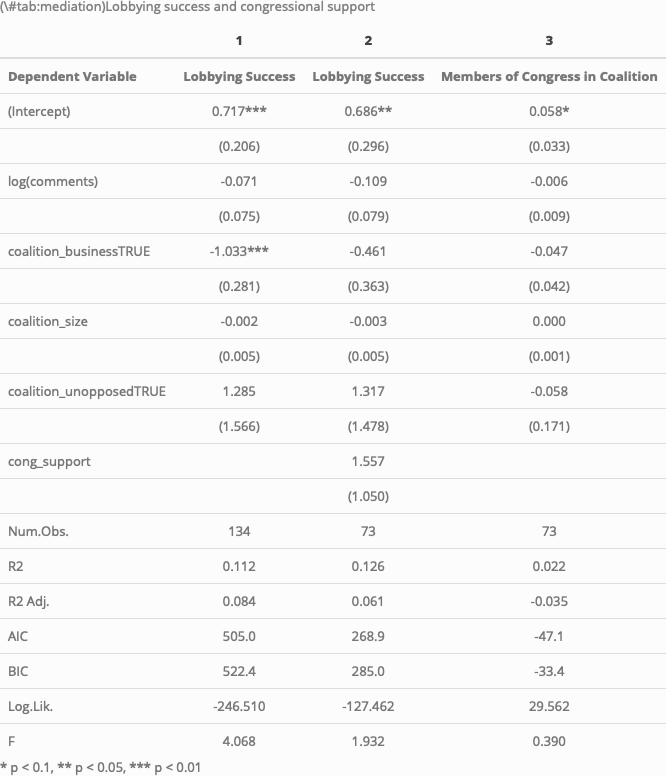 (\#tab:mediation)Lobbying success and congressional support
1 2 3
Dependent Variable Lobbying Success Lobbying Success Members of Congress in Coalition
(Intercept) 0.717*** 0.686** 0.058*
(0.206) (0.296) (0.033)
log(comments) -0.071 -0.109 -0.006
(0.075) (0.079) (0.009)
coalition_businessTRUE -1.033*** -0.461 -0.047
(0.281) (0.363) (0.042)
coalition_size -0.002 -0.003 0.000
(0.005) (0.005) (0.001)
coalition_unopposedTRUE 1.285 1.317 -0.058
(1.566) (1.478) (0.171)
cong_support 1.557
(1.050)
Num.Obs. 134 73 73
R2 0.112 0.126 0.022
R2 Adj. 0.084 0.061 -0.035
AIC 505.0 268.9 -47.1
BIC 522.4 285.0 -33.4
Log.Lik. -246.510 -127.462 29.562
F 4.068 1.932 0.390
* p < 0.1, ** p < 0.05, *** p < 0.01